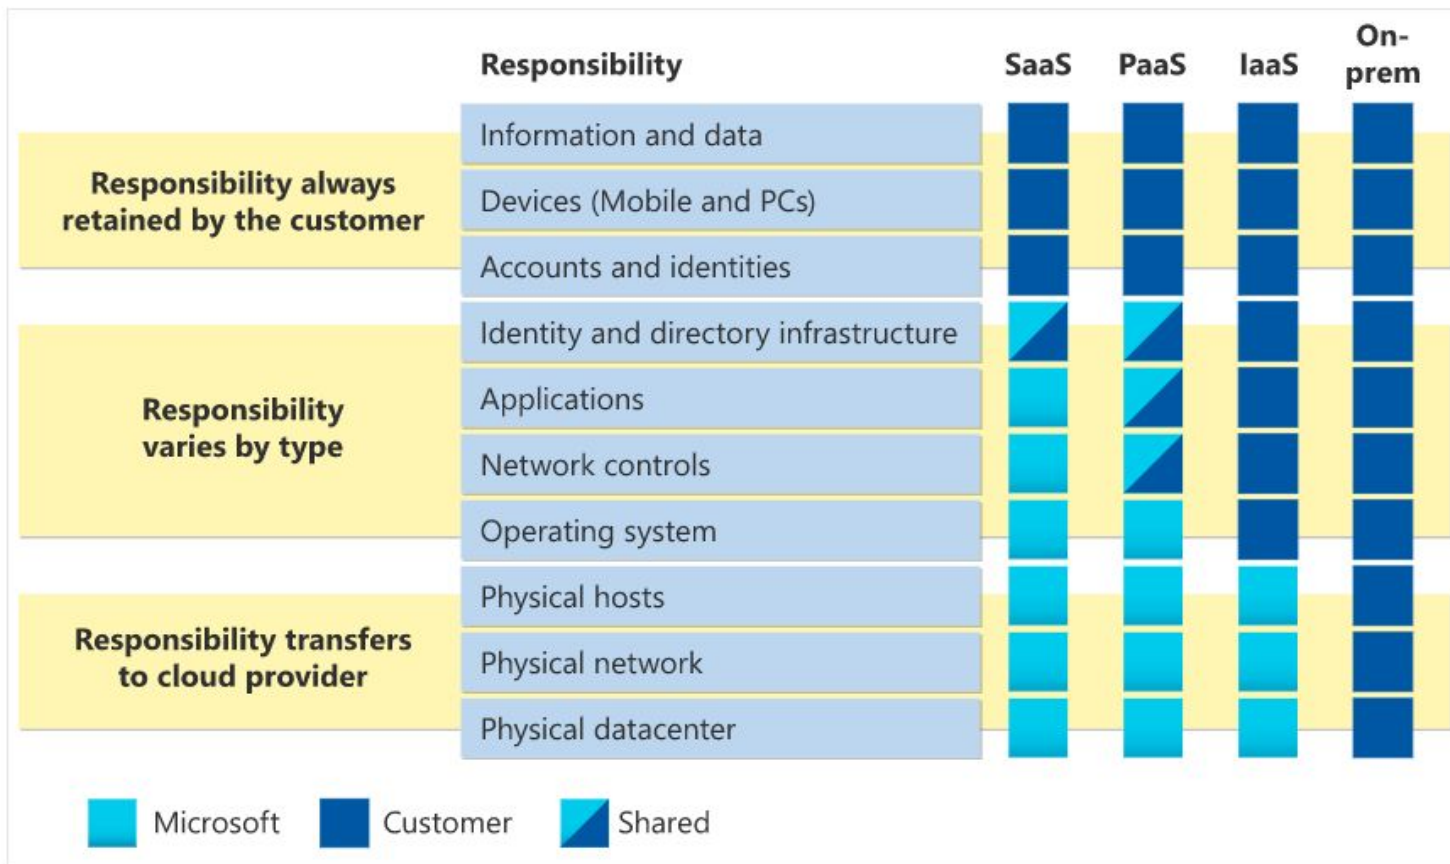 Responsibility SaaS PaaS IaaS On-
prem
Responsibility always
retained by the customer
Information and data
Devices (Mobile and PCs)
Accounts and identities
Responsibility
varies by type
Identity and directory infrastructure
Applications
Network controls
Operating system
Responsibility transfers
to cloud provider
Physical hosts
Physical network
Physical datacenter
Microsoft Customer Shared